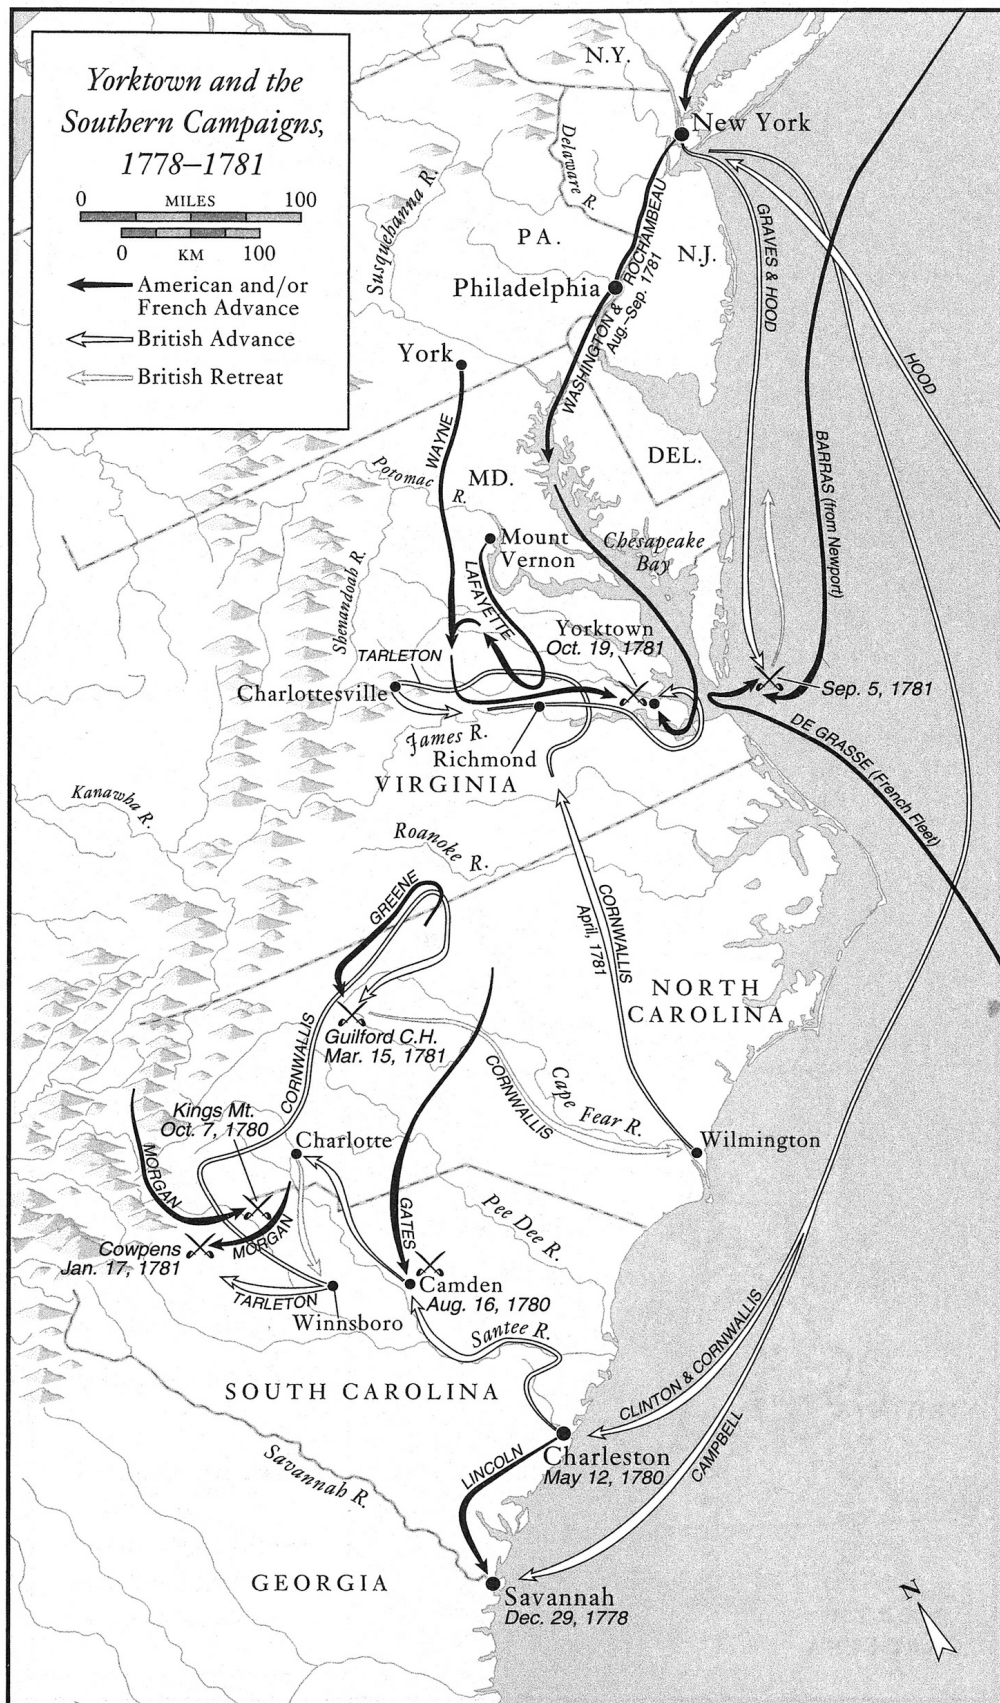 Yorktown and the
Southern Campaigns,
1778–1781
0 MILES 100
0 KM 100
American and/or
French Advance
British Advance
British Retreat
N.Y.
New York
Delaware R.
Susquehanna R.
PA.
N.J.
Philadelphia
WASHINGTON & ROCHAMBEAU
Aug.–Sep. 1781
GRAVES & HOOD
HOOD
BARRAS (from Newport)
York
WAYNE
Potomac
R.
MD.
DEL.
Mount
Vernon
Chesapeake
Bay
LAFAYETTE
Shenandoah R.
Yorktown
Oct. 19, 1781
TARLETON
Charlottesville
Sep. 5, 1781
James R.
Richmond
VIRGINIA
DE GRASSE (French Fleet)
Kanawha R.
Roanoke R.
GREENE
CORNWALLIS
April, 1781
NORTH
CAROLINA
Guilford C.H.
Mar. 15, 1781
CORNWALLIS
CORNWALLIS
Cape Fear R.
Kings Mt.
Oct. 7, 1780
Charlotte
Wilmington
MORGAN
MORGAN
GATES
Pee Dee R.
Cowpens
Jan. 17, 1781
TARLETON
Winnsboro
Camden
Aug. 16, 1780
Santee R.
SOUTH CAROLINA
CLINTON & CORNWALLIS
CAMPBELL
Charleston
May 12, 1780
LINCOLN
Savannah R.
GEORGIA
Savannah
Dec. 29, 1778
N